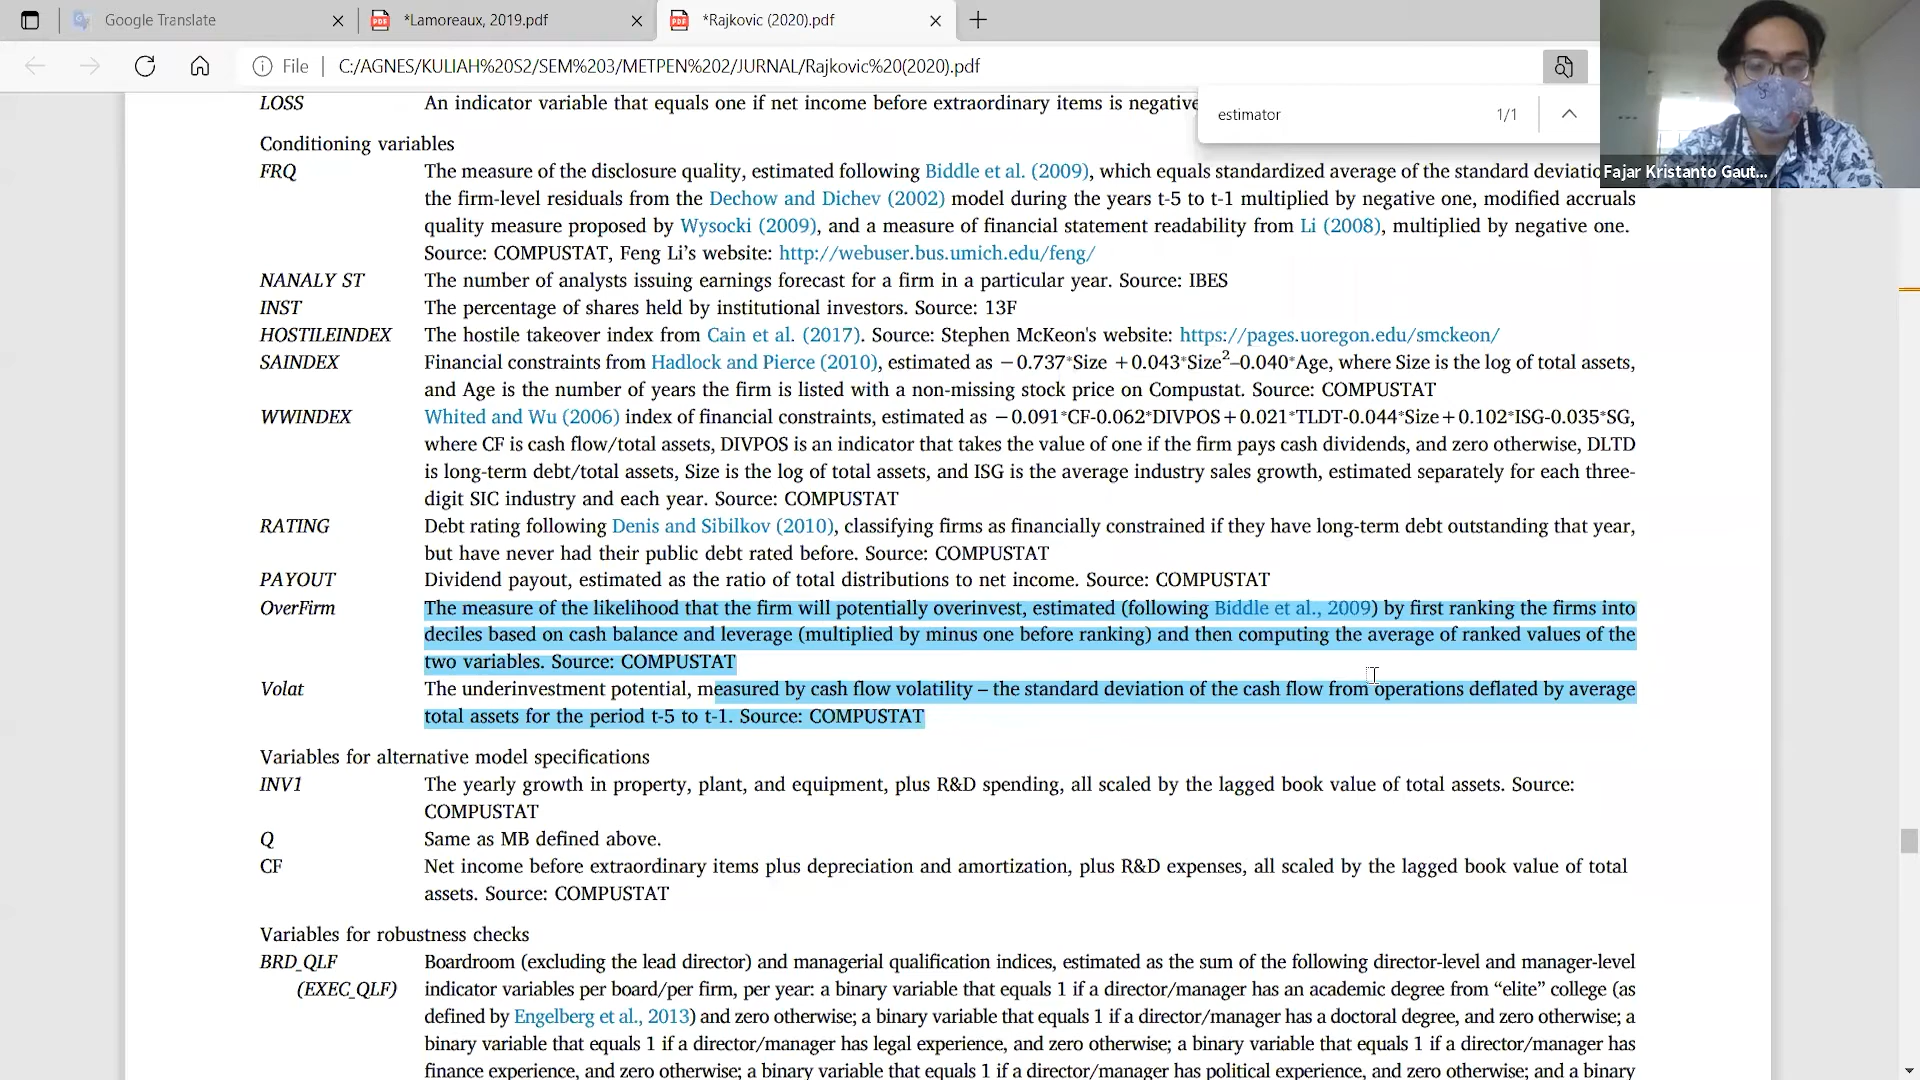 Google Translate
*Lamoreaux, 2019.pdf
*Rajkovic (2020).pdf
File
C:/AGNES/KULIAH%20S2/SEM%203/METPEN%202/JURNAL/Rajkovic%20(2020).pdf
estimator 1/1
Fajar Kristanto Gaut...
LOSS An indicator variable that equals one if net income before extraordinary items is negative
Conditioning variables
FRQ The measure of the disclosure quality, estimated following Biddle et al. (2009), which equals standardized average of the standard deviatio
the firm-level residuals from the Dechow and Dichev (2002) model during the years t-5 to t-1 multiplied by negative one, modified accruals
quality measure proposed by Wysocki (2009), and a measure of financial statement readability from Li (2008), multiplied by negative one.
Source: COMPUSTAT, Feng Li’s website: http://webuser.bus.umich.edu/feng/
NANALY ST The number of analysts issuing earnings forecast for a firm in a particular year. Source: IBES
INST The percentage of shares held by institutional investors. Source: 13F
HOSTILEINDEX The hostile takeover index from Cain et al. (2017). Source: Stephen McKeon's website: https://pages.uoregon.edu/smckeon/
SAINDEX Financial constraints from Hadlock and Pierce (2010), estimated as −0.737*Size +0.043*Size²–0.040*Age, where Size is the log of total assets,
and Age is the number of years the firm is listed with a non-missing stock price on Compustat. Source: COMPUSTAT
WWINDEX Whited and Wu (2006) index of financial constraints, estimated as −0.091*CF-0.062*DIVPOS+0.021*TLDT-0.044*Size+0.102*ISG-0.035*SG,
where CF is cash flow/total assets, DIVPOS is an indicator that takes the value of one if the firm pays cash dividends, and zero otherwise, DLTD
is long-term debt/total assets, Size is the log of total assets, and ISG is the average industry sales growth, estimated separately for each three-
digit SIC industry and each year. Source: COMPUSTAT
RATING Debt rating following Denis and Sibilkov (2010), classifying firms as financially constrained if they have long-term debt outstanding that year,
but have never had their public debt rated before. Source: COMPUSTAT
PAYOUT Dividend payout, estimated as the ratio of total distributions to net income. Source: COMPUSTAT
OverFirm The measure of the likelihood that the firm will potentially overinvest, estimated (following Biddle et al., 2009) by first ranking the firms into
deciles based on cash balance and leverage (multiplied by minus one before ranking) and then computing the average of ranked values of the
two variables. Source: COMPUSTAT
Volat The underinvestment potential, measured by cash flow volatility – the standard deviation of the cash flow from operations deflated by average
total assets for the period t-5 to t-1. Source: COMPUSTAT
Variables for alternative model specifications
INV1 The yearly growth in property, plant, and equipment, plus R&D spending, all scaled by the lagged book value of total assets. Source:
COMPUSTAT
Q Same as MB defined above.
CF Net income before extraordinary items plus depreciation and amortization, plus R&D expenses, all scaled by the lagged book value of total
assets. Source: COMPUSTAT
Variables for robustness checks
BRD_QLF Boardroom (excluding the lead director) and managerial qualification indices, estimated as the sum of the following director-level and manager-level
(EXEC_QLF) indicator variables per board/per firm, per year: a binary variable that equals 1 if a director/manager has an academic degree from “elite” college (as
defined by Engelberg et al., 2013) and zero otherwise; a binary variable that equals 1 if a director/manager has a doctoral degree, and zero otherwise; a
binary variable that equals 1 if a director/manager has legal experience, and zero otherwise; a binary variable that equals 1 if a director/manager has
finance experience, and zero otherwise; a binary variable that equals 1 if a director/manager has political experience, and zero otherwise; and a binary